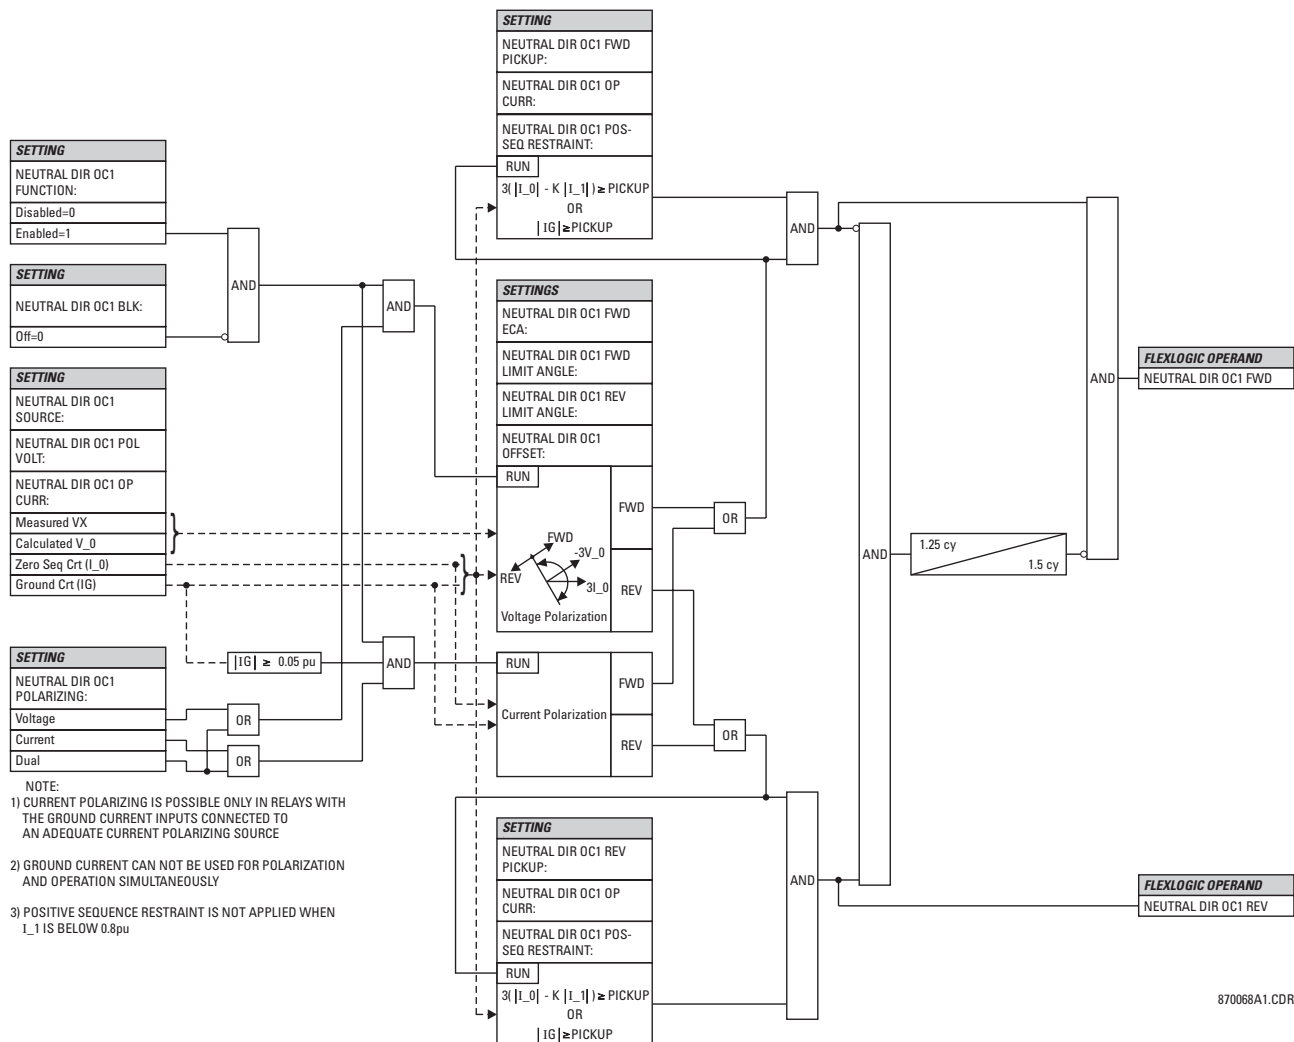 SETTING
NEUTRAL DIR OC1
FUNCTION:
Disabled=0
Enabled=1
SETTING
NEUTRAL DIR OC1 BLK:
Off=0
SETTING
NEUTRAL DIR OC1
SOURCE:
NEUTRAL DIR OC1 POL
VOLT:
NEUTRAL DIR OC1 OP
CURR:
Measured VX
Calculated V_0
Zero Seq Crt (I_0)
Ground Crt (IG)
SETTING
NEUTRAL DIR OC1
POLARIZING:
Voltage
Current
Dual
NOTE:
1) CURRENT POLARIZING IS POSSIBLE ONLY IN RELAYS WITH
THE GROUND CURRENT INPUTS CONNECTED TO
AN ADEQUATE CURRENT POLARIZING SOURCE
2) GROUND CURRENT CAN NOT BE USED FOR POLARIZATION
AND OPERATION SIMULTANEOUSLY
3) POSITIVE SEQUENCE RESTRAINT IS NOT APPLIED WHEN
I_1 IS BELOW 0.8pu
AND
AND
|IG| ≥ 0.05 pu
AND
OR
OR
SETTING
NEUTRAL DIR OC1 FWD
PICKUP:
NEUTRAL DIR OC1 OP
CURR:
NEUTRAL DIR OC1 POS-
SEQ RESTRAINT:
RUN
3( |I_0| - K |I_1| ) ≥ PICKUP
OR
|IG| ≥ PICKUP
SETTINGS
NEUTRAL DIR OC1 FWD
ECA:
NEUTRAL DIR OC1 FWD
LIMIT ANGLE:
NEUTRAL DIR OC1 REV
LIMIT ANGLE:
NEUTRAL DIR OC1
OFFSET:
RUN
FWD
REV
FWD
-3V_0
REV
3I_0
Voltage Polarization
RUN
FWD
Current Polarization
REV
SETTING
NEUTRAL DIR OC1 REV
PICKUP:
NEUTRAL DIR OC1 OP
CURR:
NEUTRAL DIR OC1 POS-
SEQ RESTRAINT:
RUN
3( |I_0| - K |I_1| ) ≥ PICKUP
OR
|IG| ≥ PICKUP
OR
OR
AND
AND
AND
1.25 cy
1.5 cy
AND
FLEXLOGIC OPERAND
NEUTRAL DIR OC1 FWD
FLEXLOGIC OPERAND
NEUTRAL DIR OC1 REV
870068A1.CDR